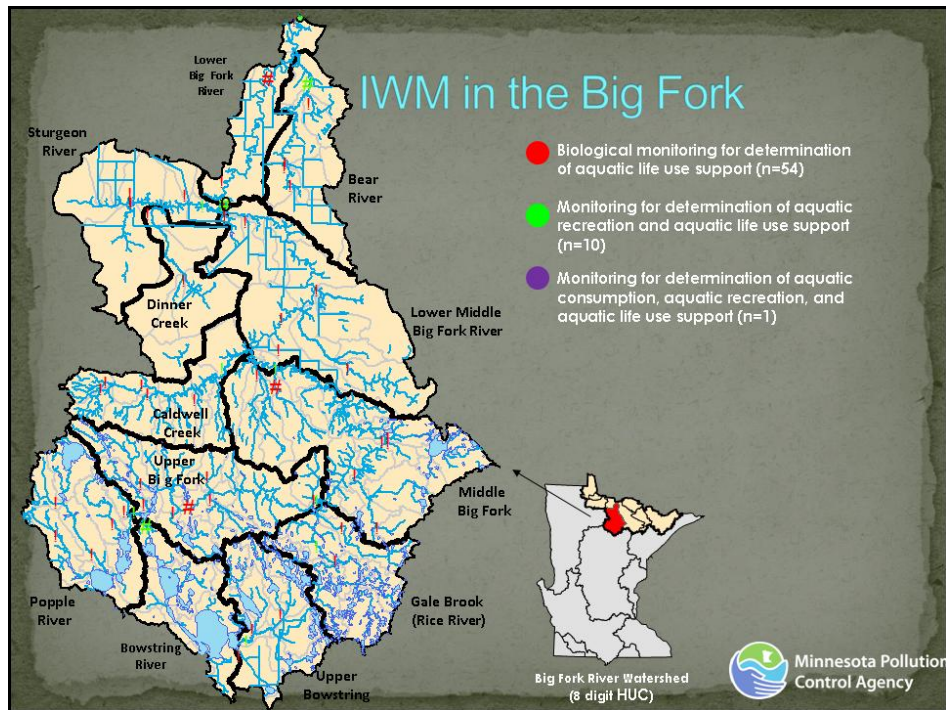 IWM in the Big Fork
Lower
Big Fork
River
Sturgeon
River
Bear
River
Dinner
Creek
Lower Middle
Big Fork River
Caldwell
Creek
Upper
Big Fork
Middle
Big Fork
Popple
River
Bowstring
River
Upper
Bowstring
Gale Brook
(Rice River)
Biological monitoring for determination
of aquatic life use support (n=54)
Monitoring for determination of aquatic
recreation and aquatic life use support
(n=10)
Monitoring for determination of aquatic
consumption, aquatic recreation, and
aquatic life use support (n=1)
Big Fork River Watershed
(8 digit HUC)
Minnesota Pollution
Control Agency